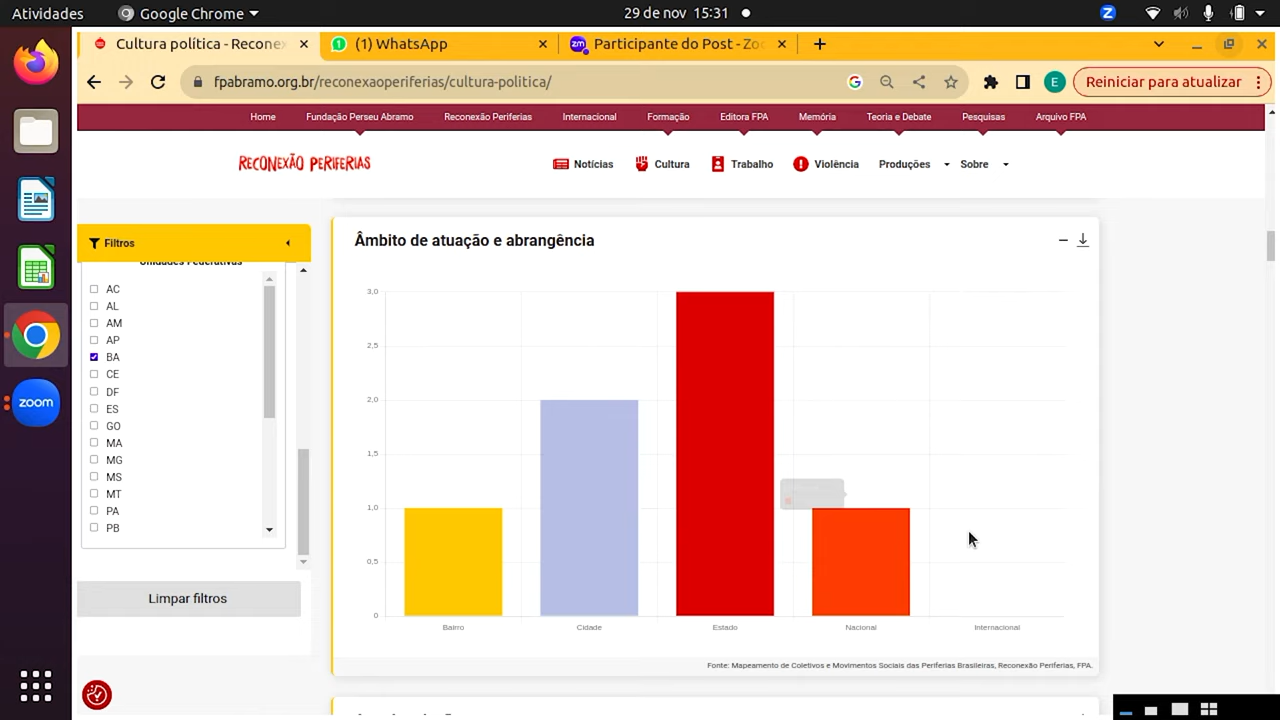 Atividades
Google Chrome
29 de nov 15:31
Cultura política - Reconex
(1) WhatsApp
Participante do Post - Zoo
fpabramo.org.br/reconexaoperiferias/cultura-politica/
E
Reiniciar para atualizar
Home
Fundação Perseu Abramo
Reconexão Periferias
Internacional
Formação
Editora FPA
Memória
Teoria e Debate
Pesquisas
Arquivo FPA
RECONEXÃO PERIFERIAS
Notícias
Cultura
Trabalho
Violência
Produções
Sobre
Filtros
Unidades Federativas
AC
AL
AM
AP
BA
CE
DF
ES
GO
MA
MG
MS
MT
PA
PB
Limpar filtros
Âmbito de atuação e abrangência
3,0
2,5
2,0
1,5
1,0
0,5
0
Bairro
Cidade
Estado
Nacional
Internacional
Fonte: Mapeamento de Coletivos e Movimentos Sociais das Periferias Brasileiras, Reconexão Periferias, FPA.
zoom